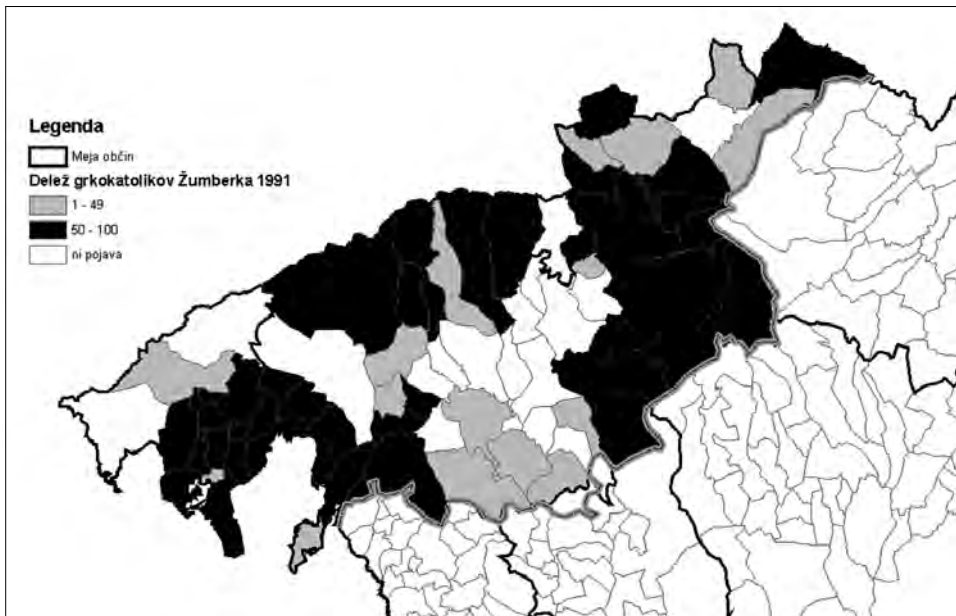 Legenda
Meja občin
Delež grkokatolikov Žumberka 1991
1 - 49
50 - 100
ni pojava